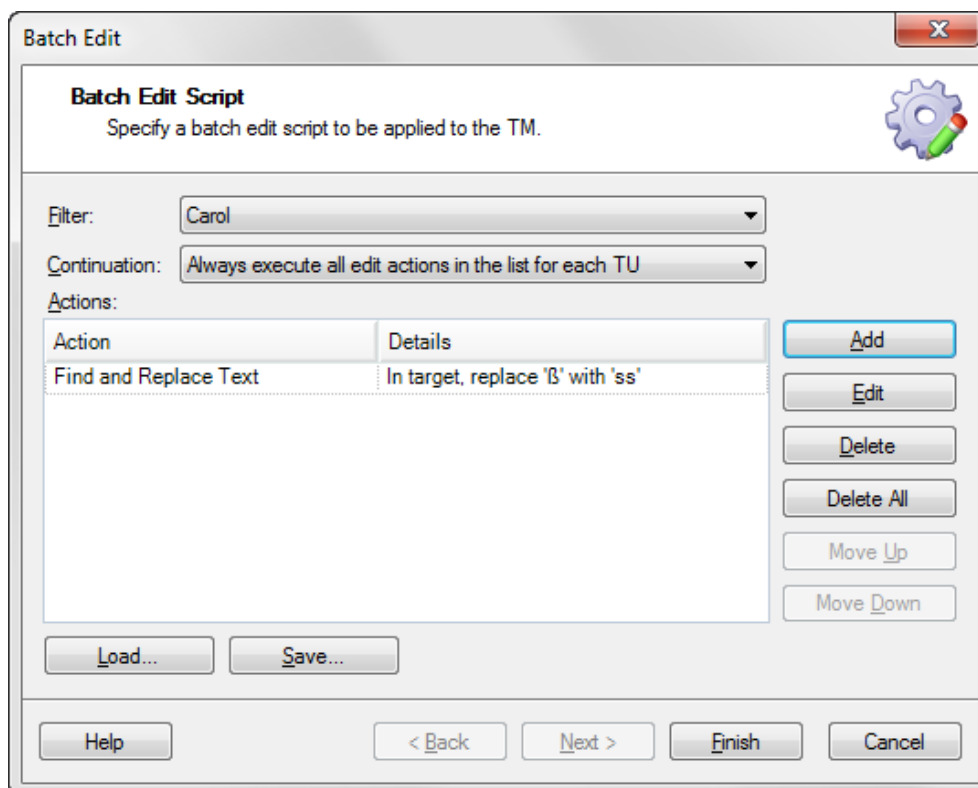 Batch Edit
Batch Edit Script
Specify a batch edit script to be applied to the TM.
Filter: Carol
Continuation: Always execute all edit actions in the list for each TU
Actions:
Action Details
Find and Replace Text In target, replace 'ß' with 'ss'
Add
Edit
Delete
Delete All
Move Up
Move Down
Load... Save...
Help < Back Next > Finish Cancel